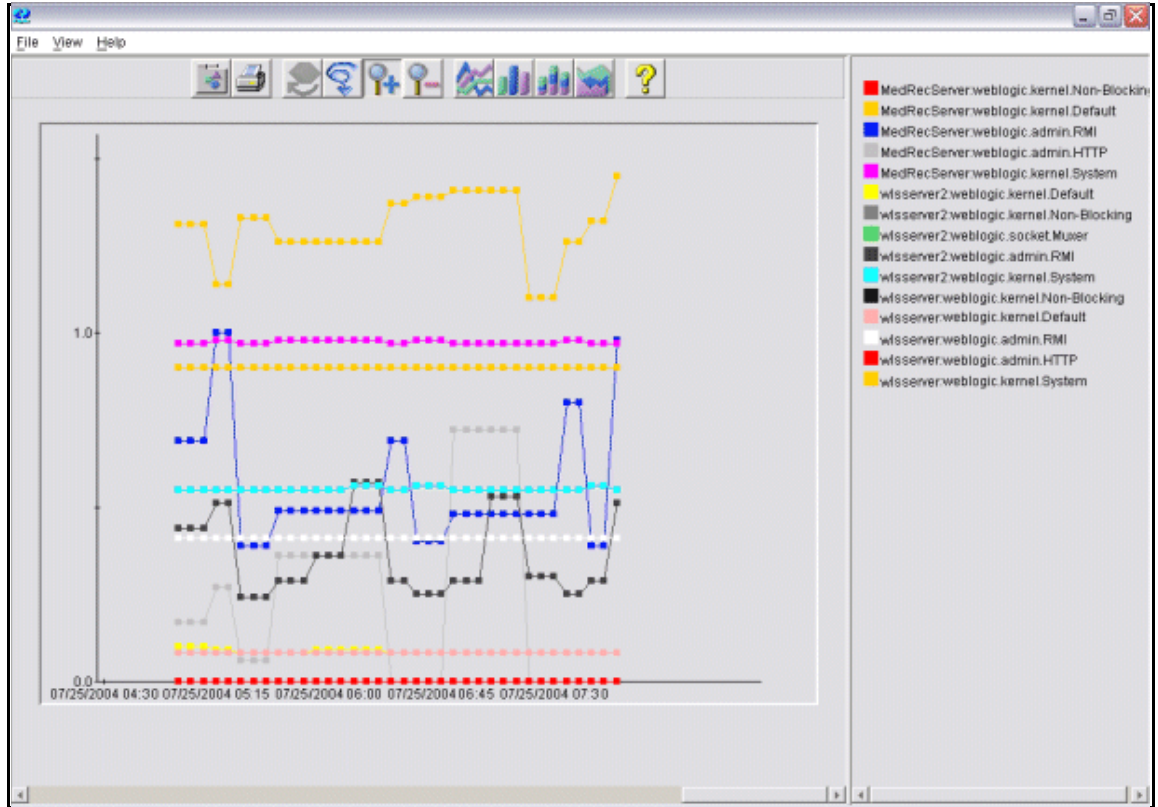 File View Help
MedRecServer:weblogic.kernel.Non-Blockin
MedRecServer:weblogic.kernel.Default
MedRecServer:weblogic.admin.RMI
MedRecServer:weblogic.admin.HTTP
MedRecServer:weblogic.kernel.System
wlsserver2:weblogic.kernel.Default
wlsserver2:weblogic.kernel.Non-Blocking
wlsserver2:weblogic.socket.Muxer
wlsserver2:weblogic.admin.RMI
wlsserver2:weblogic.kernel.System
wlsserver:weblogic.kernel.Non-Blocking
wlsserver:weblogic.kernel.Default
wlsserver:weblogic.admin.RMI
wlsserver:weblogic.admin.HTTP
wlsserver:weblogic.kernel.System
1.0
0.0
07/25/2004 04:30 07/25/2004 05:15 07/25/2004 06:00 07/25/2004 06:45 07/25/2004 07:30